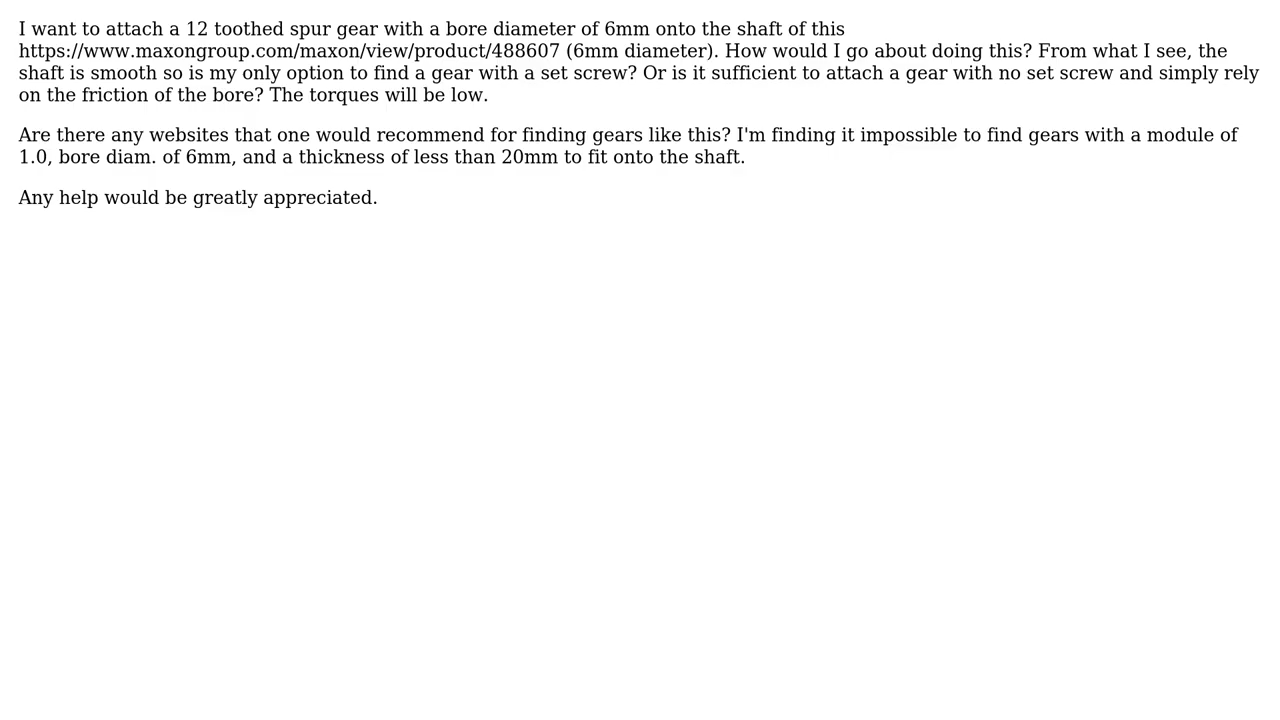 I want to attach a 12 toothed spur gear with a bore diameter of 6mm onto the shaft of this
https://www.maxongroup.com/maxon/view/product/488607 (6mm diameter). How would I go about doing this? From what I see, the
shaft is smooth so is my only option to find a gear with a set screw? Or is it sufficient to attach a gear with no set screw and simply rely
on the friction of the bore? The torques will be low.
Are there any websites that one would recommend for finding gears like this? I'm finding it impossible to find gears with a module of
1.0, bore diam. of 6mm, and a thickness of less than 20mm to fit onto the shaft.
Any help would be greatly appreciated.